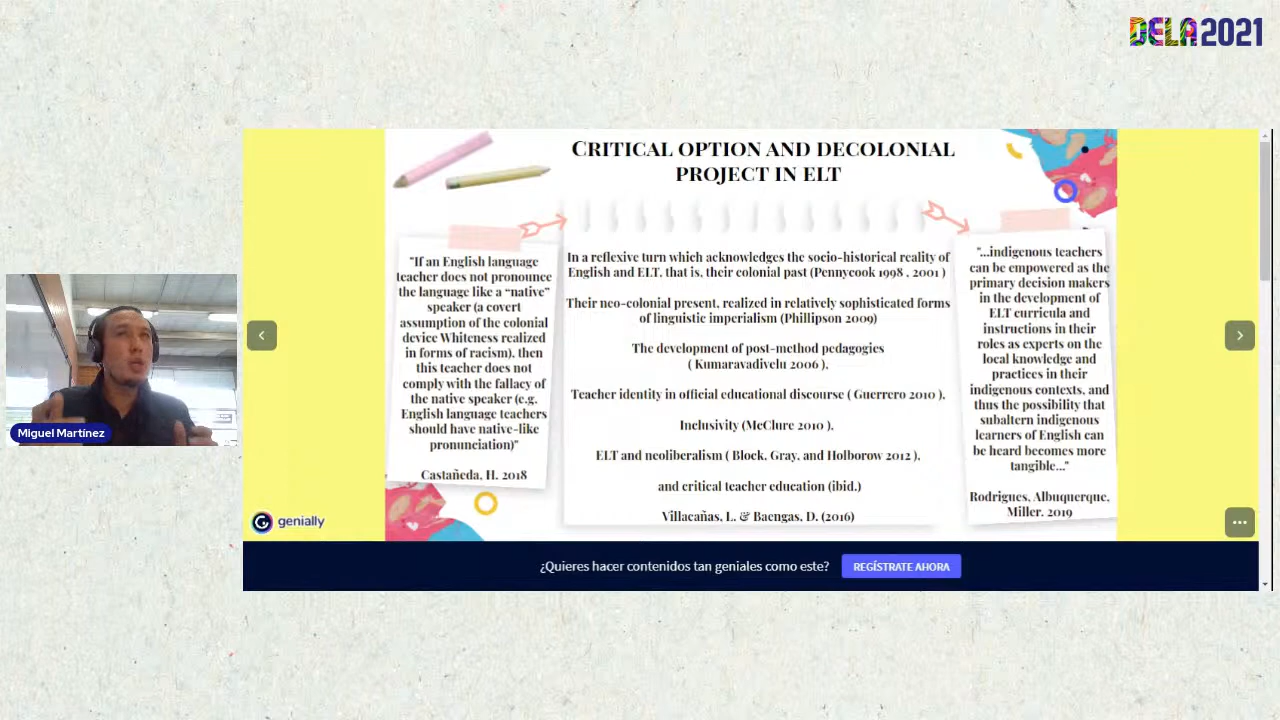 DELA 2021
CRITICAL OPTION AND DECOLONIAL
PROJECT IN ELT
"If an English language
teacher does not pronounce
the language like a “native”
speaker (a covert
assumption of the colonial
device Whiteness realized
in forms of racism), then
this teacher does not
comply with the fallacy of
the native speaker (e.g.
English language teachers
should have native-like
pronunciation)"
Castañeda, H. 2018
In a reflexive turn which acknowledges the socio-historical reality of
English and ELT, that is, their colonial past (Pennycook 1998 , 2001 )
Their neo-colonial present, realized in relatively sophisticated forms
of linguistic imperialism (Phillipson 2009)
The development of post-method pedagogies
( Kumaravadivelu 2006 ),
Teacher identity in official educational discourse ( Guerrero 2010 ),
Inclusivity (McClure 2010 ),
ELT and neoliberalism ( Block, Gray, and Holborow 2012 ),
and critical teacher education (ibid.)
Villacañas, L. & Baengas, D. (2016)
"...indigenous teachers
can be empowered as the
primary decision makers
in the development of
ELT curricula and
instructions in their
roles as experts on the
local knowledge and
practices in their
indigenous contexts, and
thus the possibility that
subaltern indigenous
learners of English can
be heard becomes more
tangible..."
Rodrigues, Albuquerque,
Miller. 2019
Miguel Martínez
genially
¿Quieres hacer contenidos tan geniales como este?
REGÍSTRATE AHORA